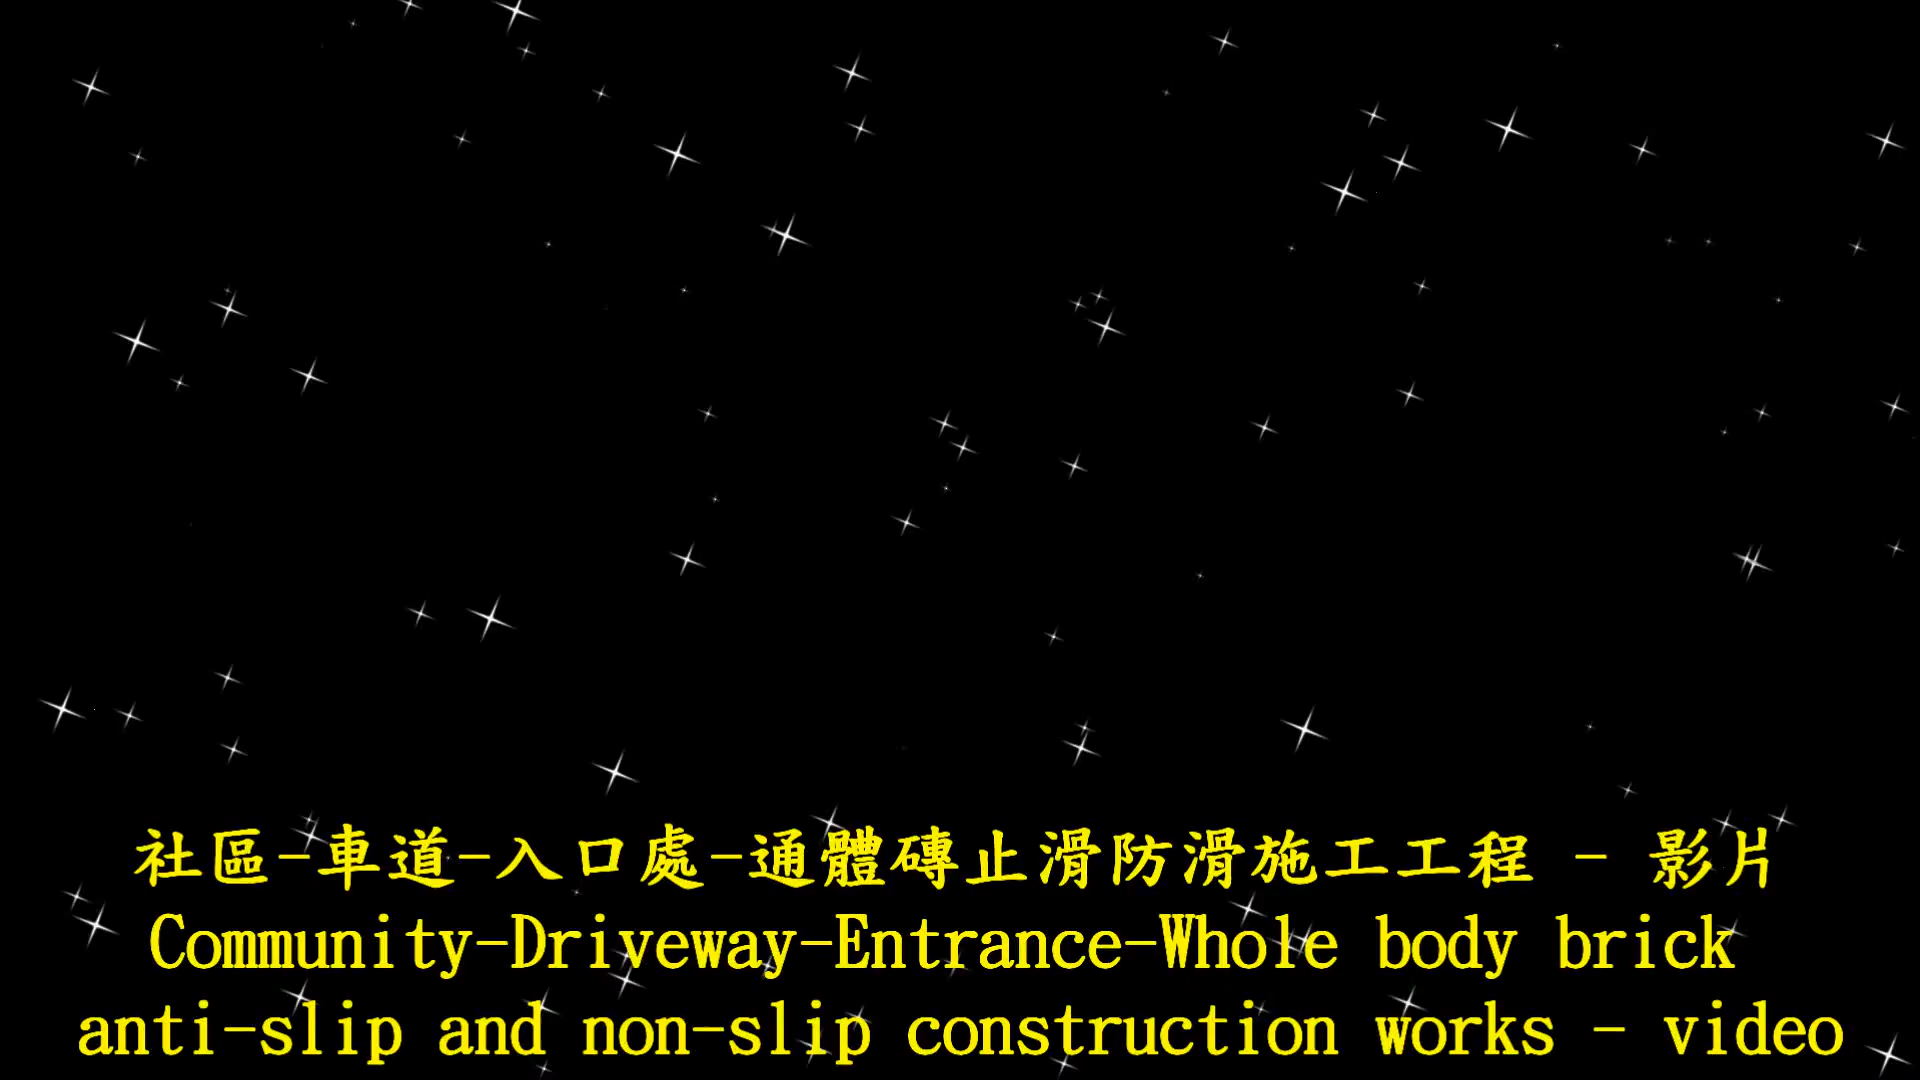 社區-車道-入口處-通體磚止滑防滑施工工程 - 影片
Community-Driveway-Entrance-Whole body brick
anti-slip and non-slip construction works - video